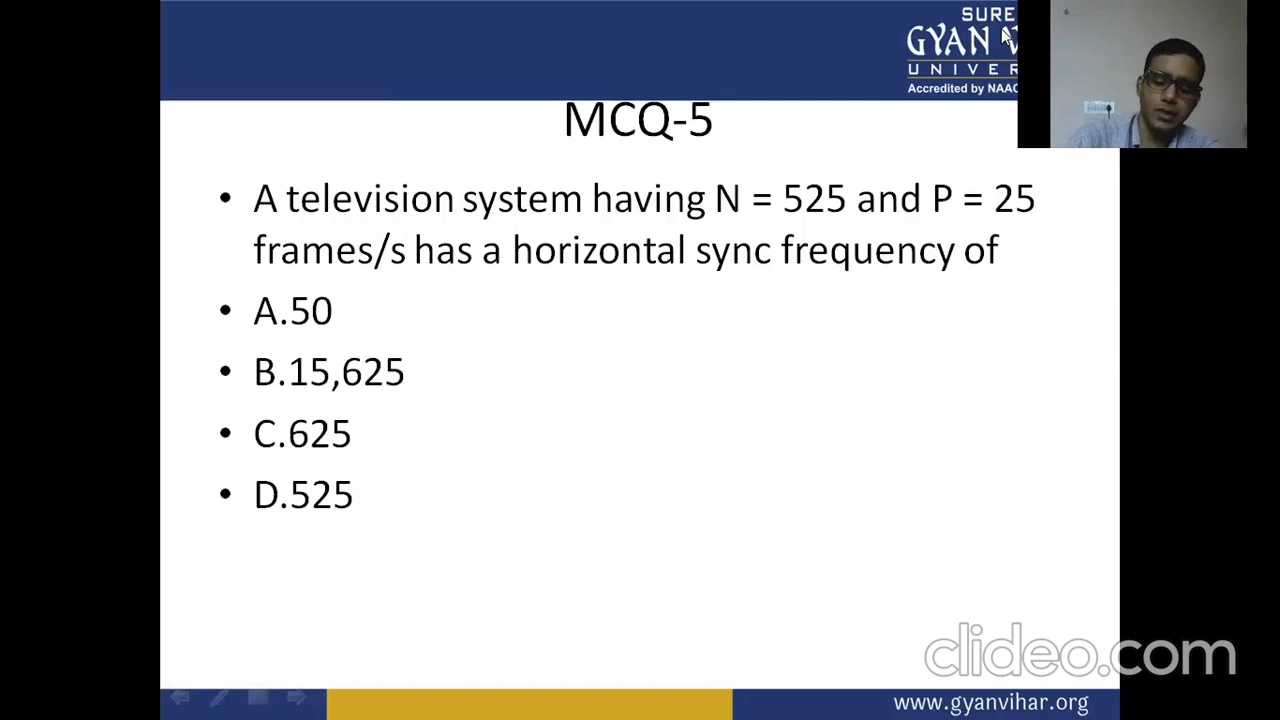 SURE
GYAN V
UNIVER
Accredited by NAAC
MCQ-5
• A television system having N = 525 and P = 25
frames/s has a horizontal sync frequency of
• A.50
• B.15,625
• C.625
• D.525
clideo.com
www.gyanvihar.org